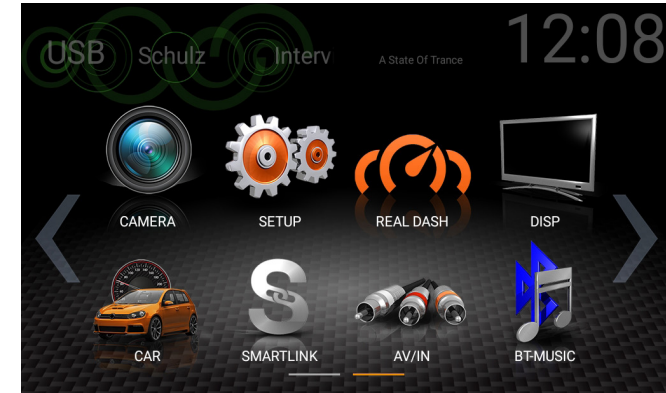 USB Schulz Interv A State Of Trance 12:08
CAMERA SETUP REAL DASH DISP
CAR SMARTLINK AV/IN BT-MUSIC